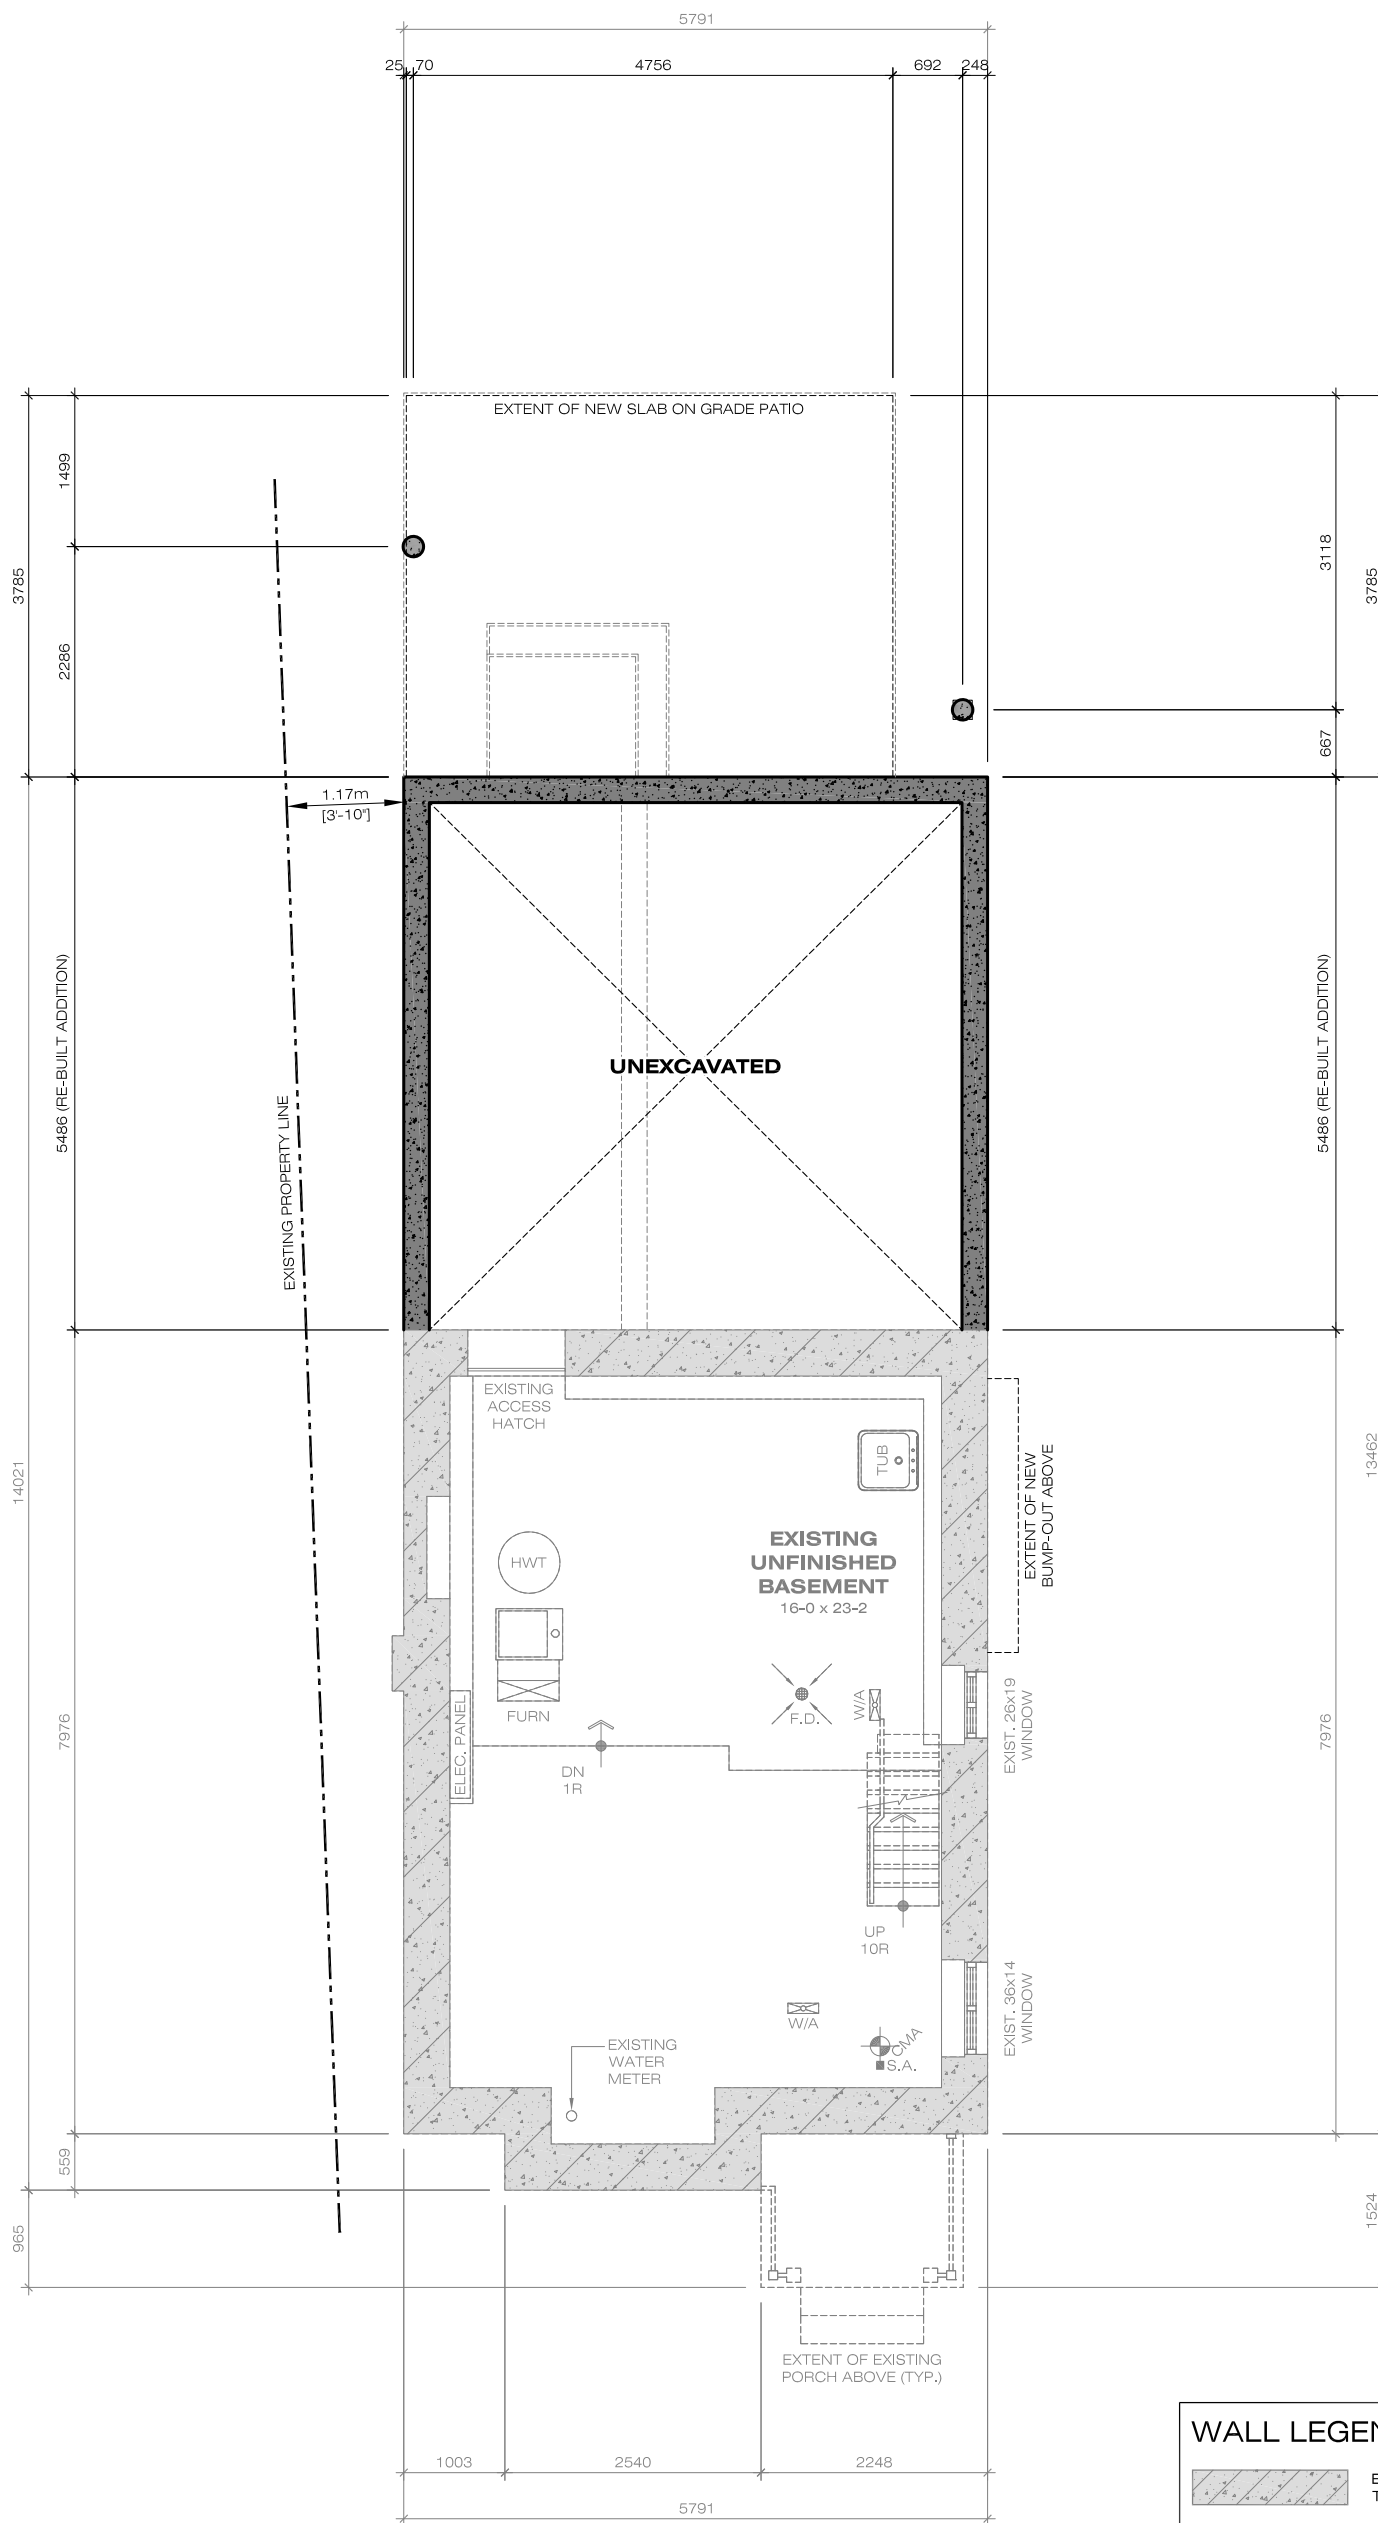 5791
25 70 4756 692 248
EXTENT OF NEW SLAB ON GRADE PATIO
1499
3785
2286
3118
3785
667
1.17m
[3'-10"]
5486 (RE-BUILT ADDITION)
EXISTING PROPERTY LINE
UNEXCAVATED
5486 (RE-BUILT ADDITION)
EXISTING
ACCESS
HATCH
TUB
14021
13462
EXTENT OF NEW
BUMP-OUT ABOVE
HWT
EXISTING
UNFINISHED
BASEMENT
16-0 x 23-2
FURN
ELEC. PANEL
F.D.
W/A
EXIST. 26x19
WINDOW
7976
7976
DN
1R
UP
10R
EXIST. 36x14
WINDOW
W/A
CMA
S.A.
EXISTING
WATER
METER
559
965
1524
EXTENT OF EXISTING
PORCH ABOVE (TYP.)
1003 2540 2248
5791
WALL LEGEN